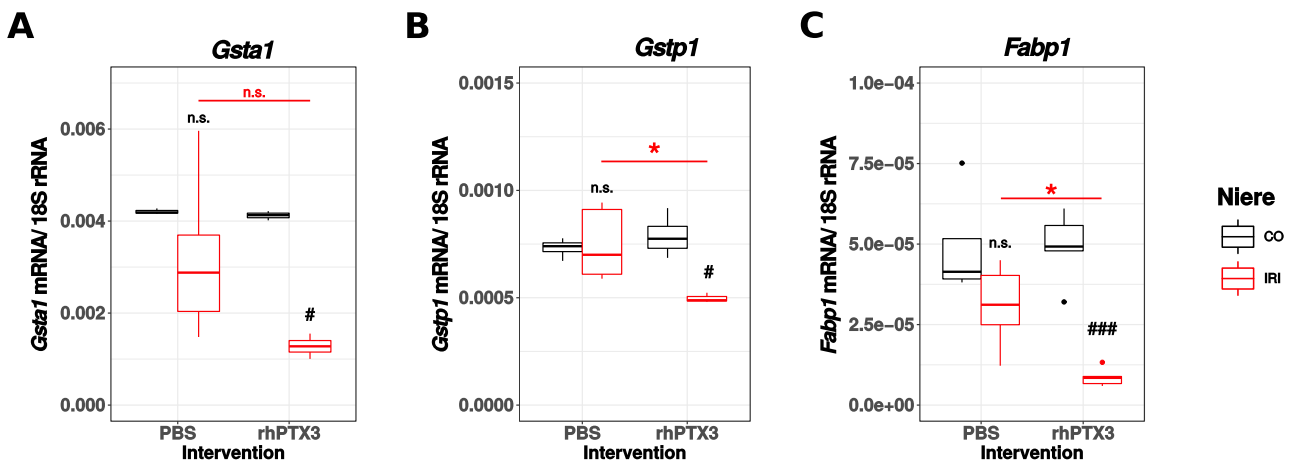 A
Gsta1
Gsta1 mRNA/ 18S rRNA
0.006
0.004
0.002
0.000
n.s.
n.s.
#
PBS
rhPTX3
Intervention
B
Gstp1
Gstp1 mRNA/ 18S rRNA
0.0015
0.0010
0.0005
0.0000
*
n.s.
#
PBS
rhPTX3
Intervention
C
Fabp1
Fabp1 mRNA/ 18S rRNA
1.0e−04
7.5e−05
5.0e−05
2.5e−05
0.0e+00
*
n.s.
###
PBS
rhPTX3
Intervention
Niere
CO
IRI